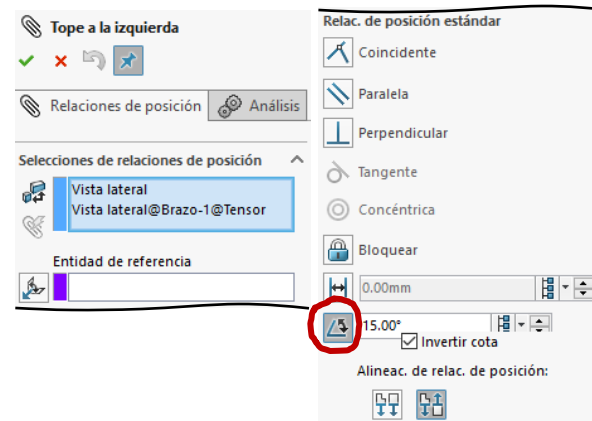 Tope a la izquierda
Relaciones de posición
Análisis
Selecciones de relaciones de posición
Vista lateral
Vista lateral@Brazo-1@Tensor
Entidad de referencia
Relac. de posición estándar
Coincidente
Paralela
Perpendicular
Tangente
Concéntrica
Bloquear
0.00mm
15.00°
Invertir cota
Alineac. de relac. de posición: